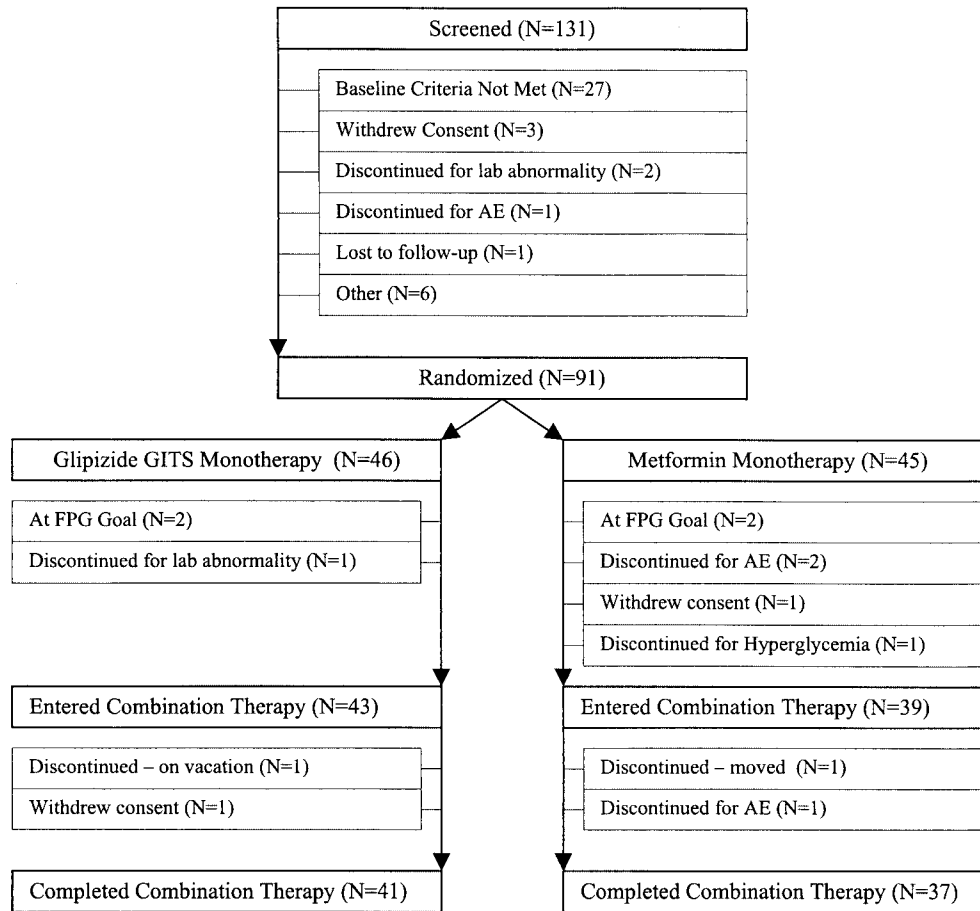 Screened (N=131)
Baseline Criteria Not Met (N=27)
Withdrew Consent (N=3)
Discontinued for lab abnormality (N=2)
Discontinued for AE (N=1)
Lost to follow-up (N=1)
Other (N=6)
Randomized (N=91)
Glipizide GITS Monotherapy (N=46)
At FPG Goal (N=2)
Discontinued for lab abnormality (N=1)
Entered Combination Therapy (N=43)
Discontinued – on vacation (N=1)
Withdrew consent (N=1)
Completed Combination Therapy (N=41)
Metformin Monotherapy (N=45)
At FPG Goal (N=2)
Discontinued for AE (N=2)
Withdrew consent (N=1)
Discontinued for Hyperglycemia (N=1)
Entered Combination Therapy (N=39)
Discontinued – moved (N=1)
Discontinued for AE (N=1)
Completed Combination Therapy (N=37)